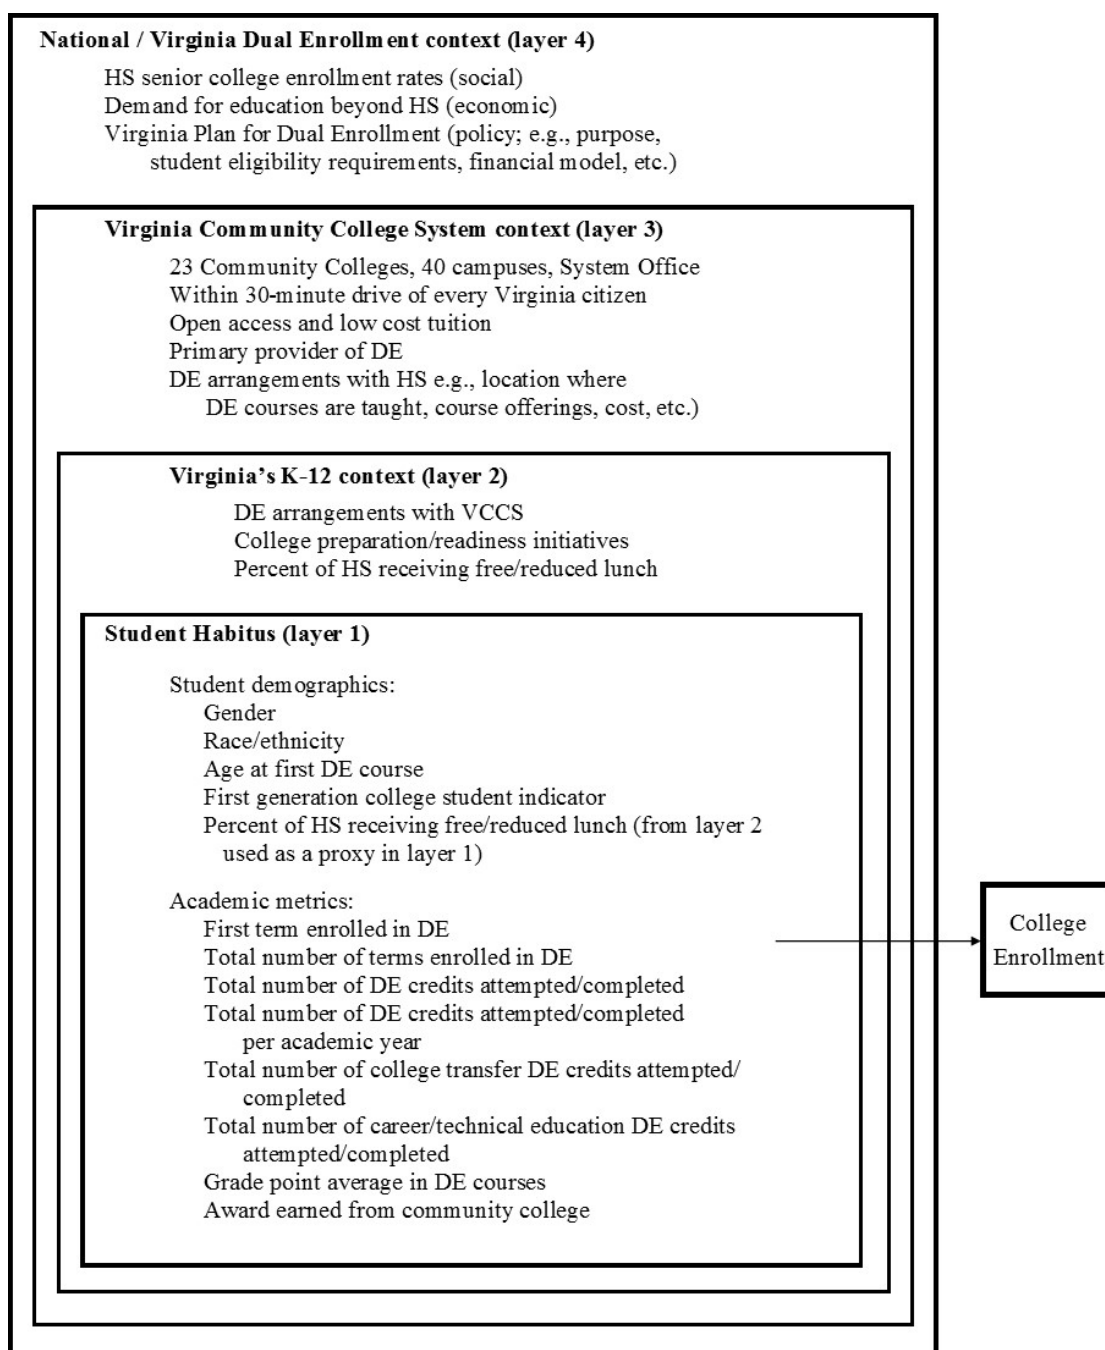 National / Virginia Dual Enrollment context (layer 4)
HS senior college enrollment rates (social)
Demand for education beyond HS (economic)
Virginia Plan for Dual Enrollment (policy; e.g., purpose,
student eligibility requirements, financial model, etc.)
Virginia Community College System context (layer 3)
23 Community Colleges, 40 campuses, System Office
Within 30-minute drive of every Virginia citizen
Open access and low cost tuition
Primary provider of DE
DE arrangements with HS e.g., location where
DE courses are taught, course offerings, cost, etc.)
Virginia’s K-12 context (layer 2)
DE arrangements with VCCS
College preparation/readiness initiatives
Percent of HS receiving free/reduced lunch
Student Habitus (layer 1)
Student demographics:
Gender
Race/ethnicity
Age at first DE course
First generation college student indicator
Percent of HS receiving free/reduced lunch (from layer 2
used as a proxy in layer 1)
Academic metrics:
First term enrolled in DE
Total number of terms enrolled in DE
Total number of DE credits attempted/completed
Total number of DE credits attempted/completed
per academic year
Total number of college transfer DE credits attempted/
completed
Total number of career/technical education DE credits
attempted/completed
Grade point average in DE courses
Award earned from community college
College
Enrollment